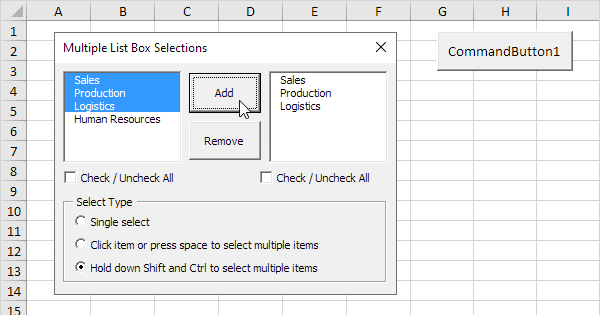 A B C D E F G H I
1
2
3
4
5
6
7
8
9
10
11
12
13
14
15
Multiple List Box Selections
CommandButton1
Sales
Production
Logistics
Human Resources
Add
Remove
Sales
Production
Logistics
Check / Uncheck All
Check / Uncheck All
Select Type
Single select
Click item or press space to select multiple items
Hold down Shift and Ctrl to select multiple items